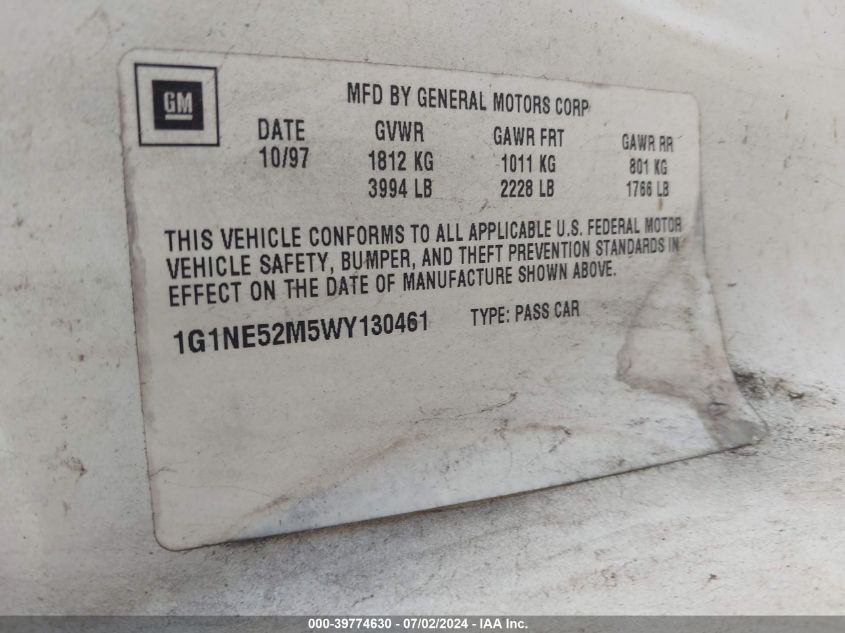 GM
MFD BY GENERAL MOTORS CORP
DATE GVWR GAWR FRT GAWR RR
10/97 1812 KG 1011 KG 801 KG
3994 LB 2228 LB 1766 LB
THIS VEHICLE CONFORMS TO ALL APPLICABLE U.S. FEDERAL MOTOR
VEHICLE SAFETY, BUMPER, AND THEFT PREVENTION STANDARDS IN
EFFECT ON THE DATE OF MANUFACTURE SHOWN ABOVE.
1G1NE52M5WY130461 TYPE: PASS CAR
000-39774630 - 07/02/2024 - IAA Inc.